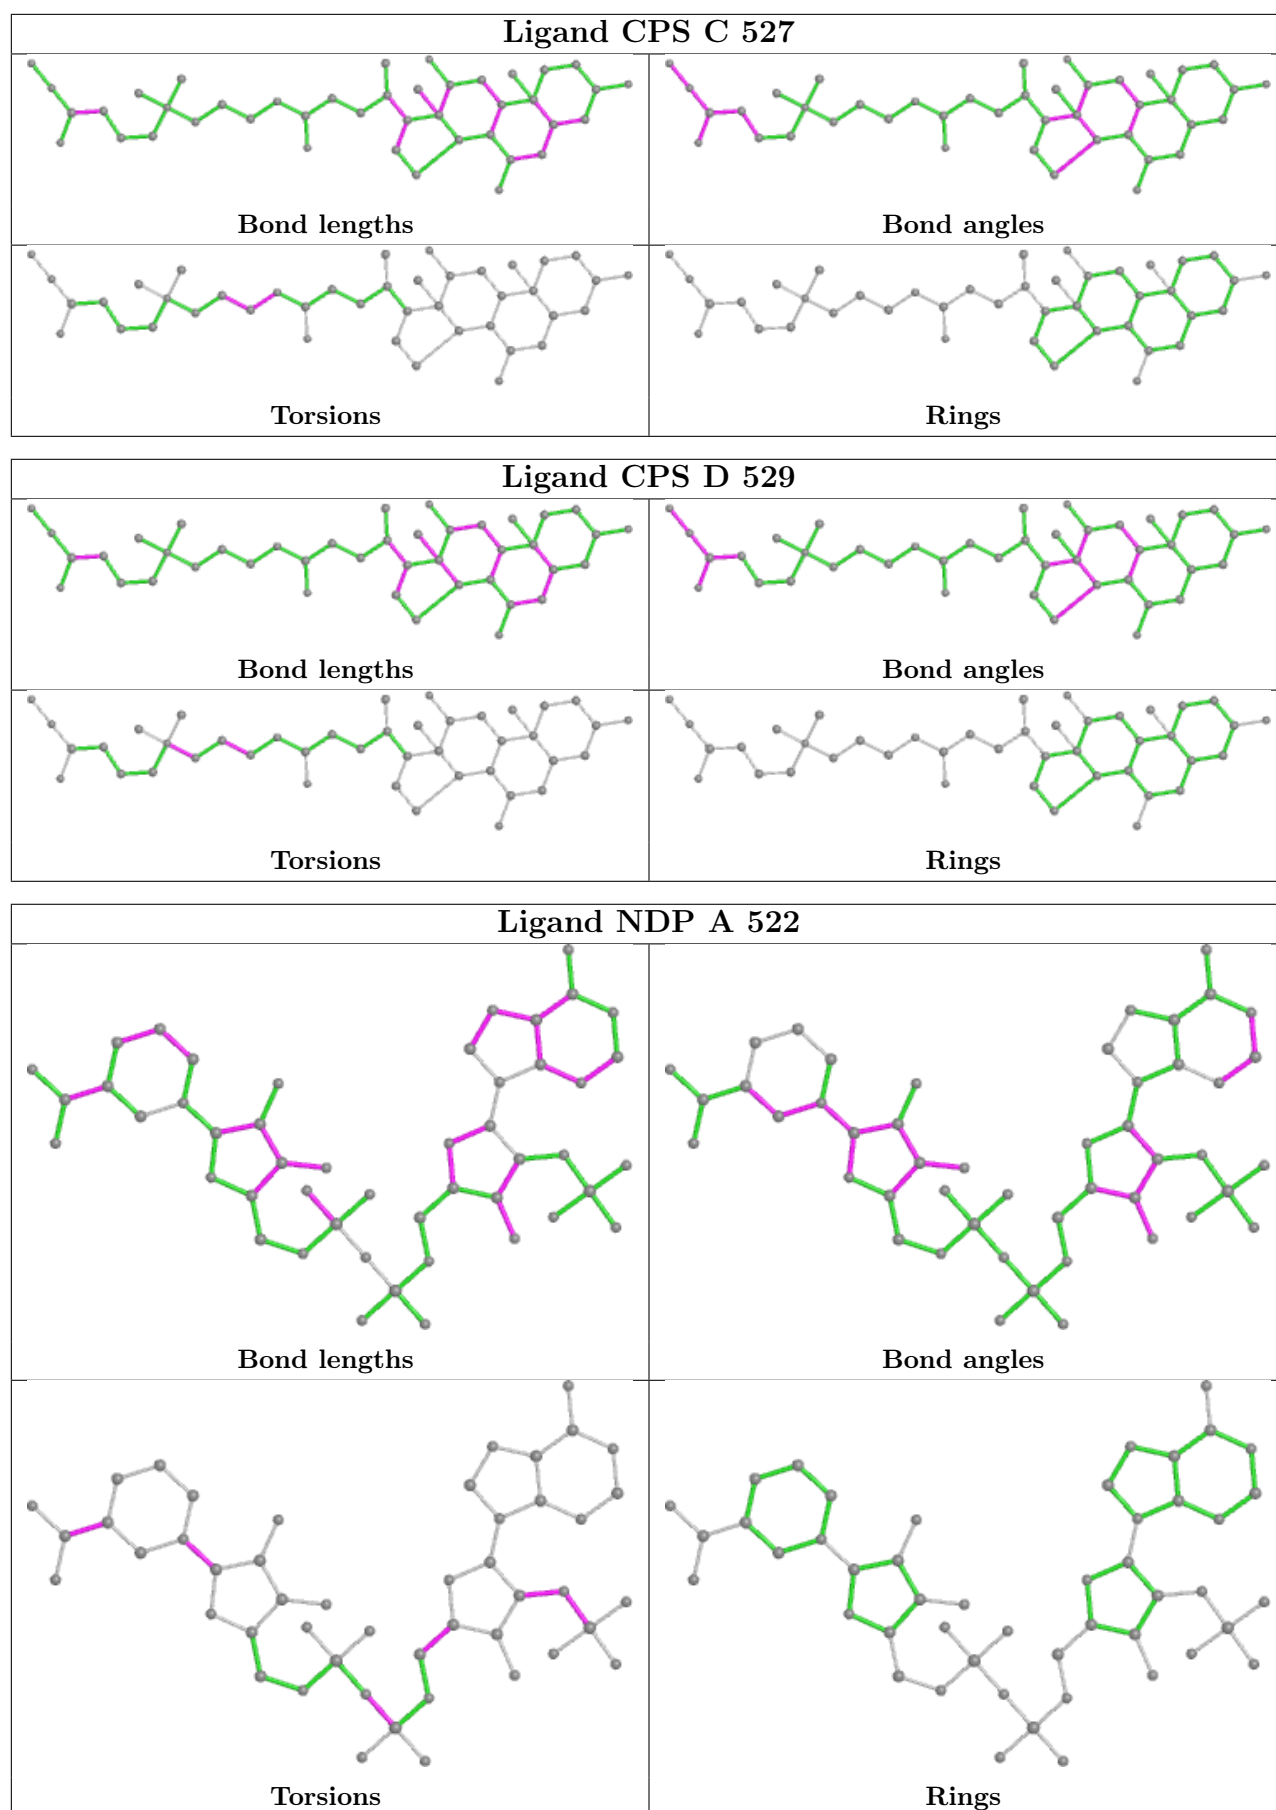 Ligand CPS C 527
Bond lengths
Bond angles
Torsions
Rings
Ligand CPS D 529
Bond lengths
Bond angles
Torsions
Rings
Ligand NDP A 522
Bond lengths
Bond angles
Torsions
Rings